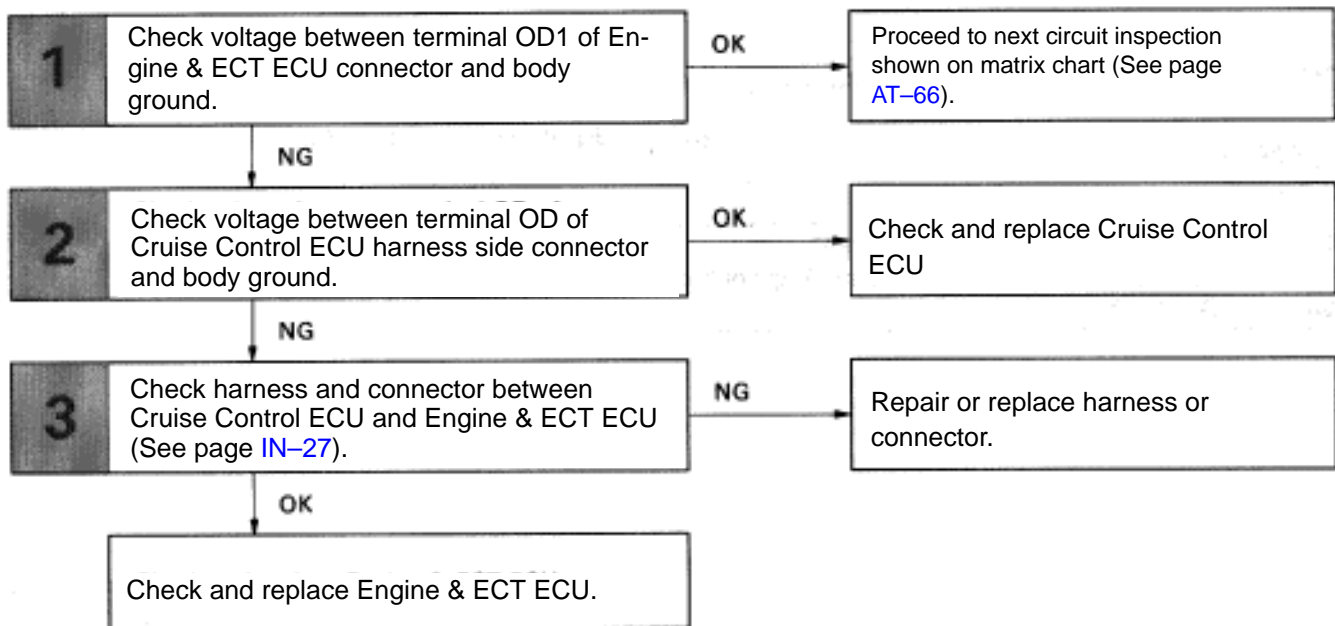 1
Check voltage between terminal OD1 of En-
gine & ECT ECU connector and body
ground.
OK
Proceed to next circuit inspection
shown on matrix chart (See page
AT–66).
NG
2
Check voltage between terminal OD of
Cruise Control ECU harness side connector
and body ground.
OK
Check and replace Cruise Control
ECU
NG
3
Check harness and connector between
Cruise Control ECU and Engine & ECT ECU
(See page IN–27).
NG
Repair or replace harness or
connector.
OK
Check and replace Engine & ECT ECU.